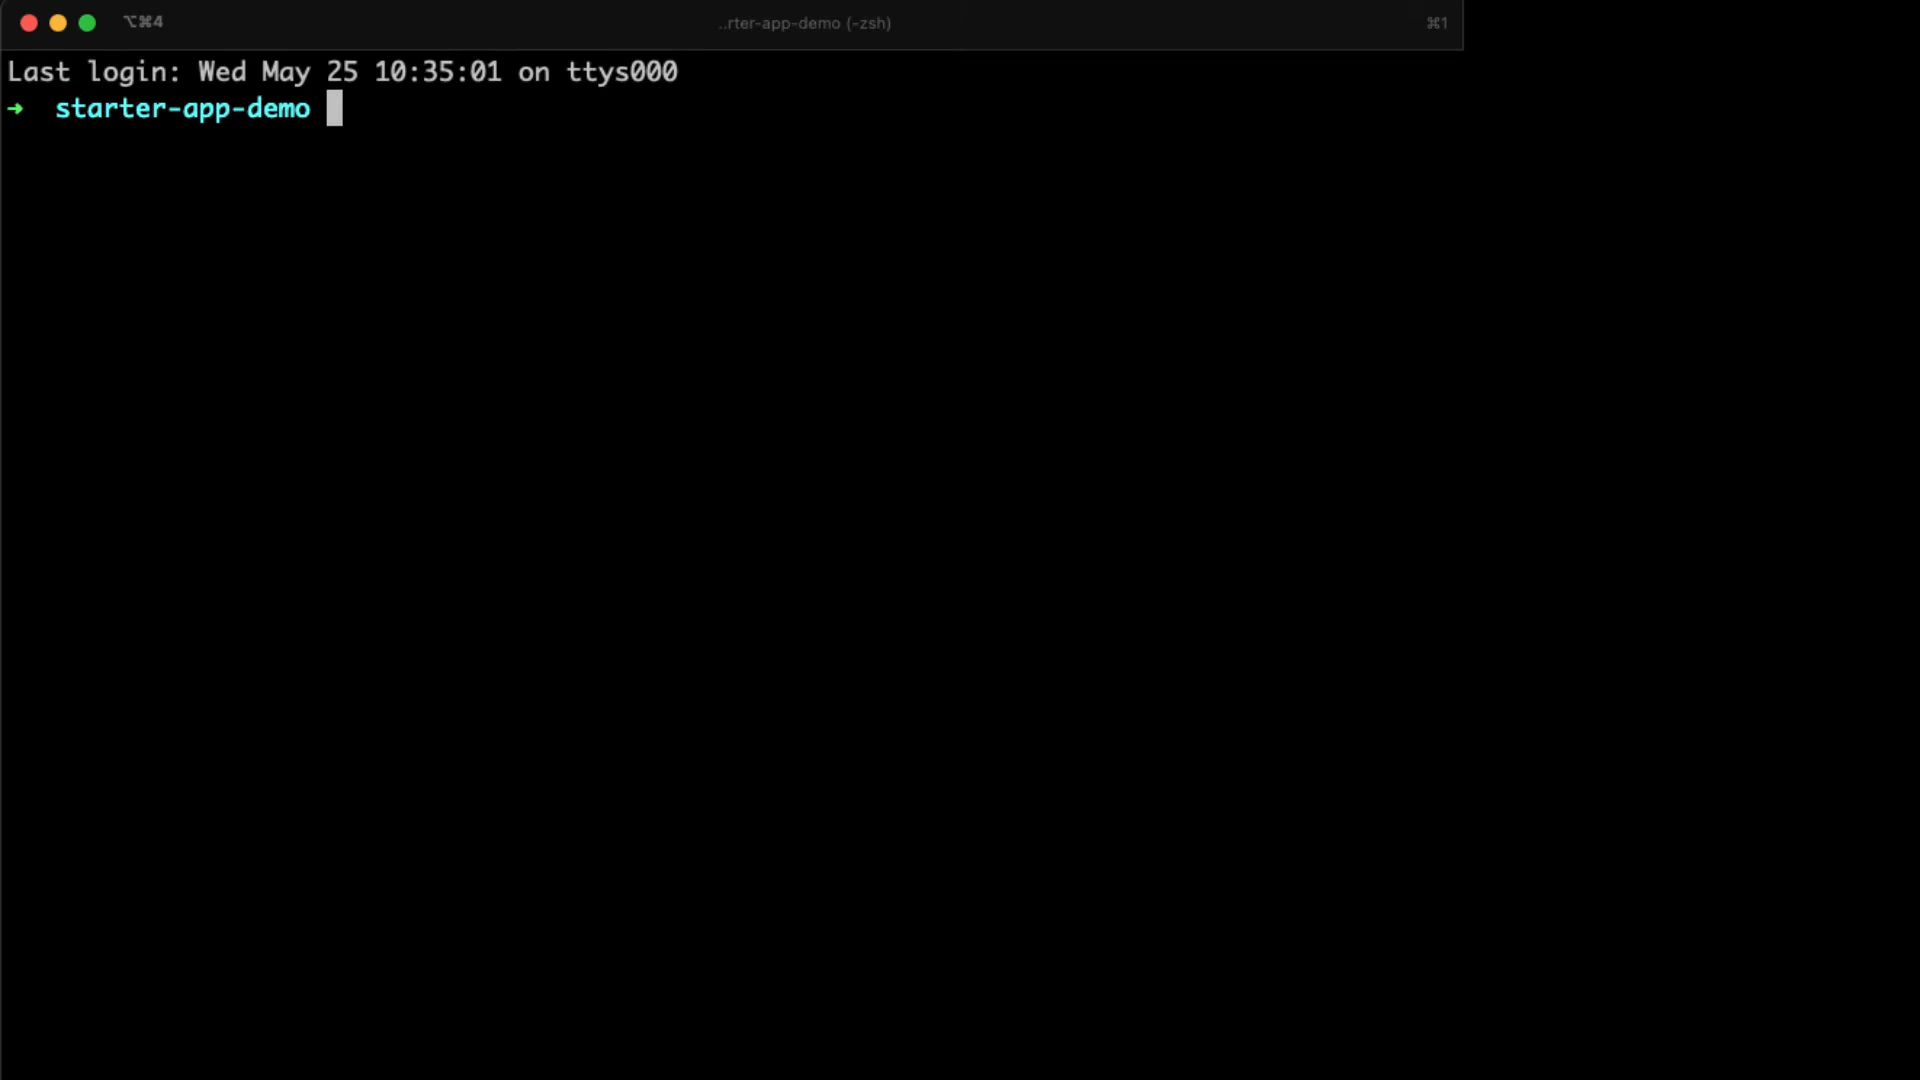 ⌥⌘4 ..rter-app-demo (-zsh) ⌘1
Last login: Wed May 25 10:35:01 on ttys000
➜ starter-app-demo